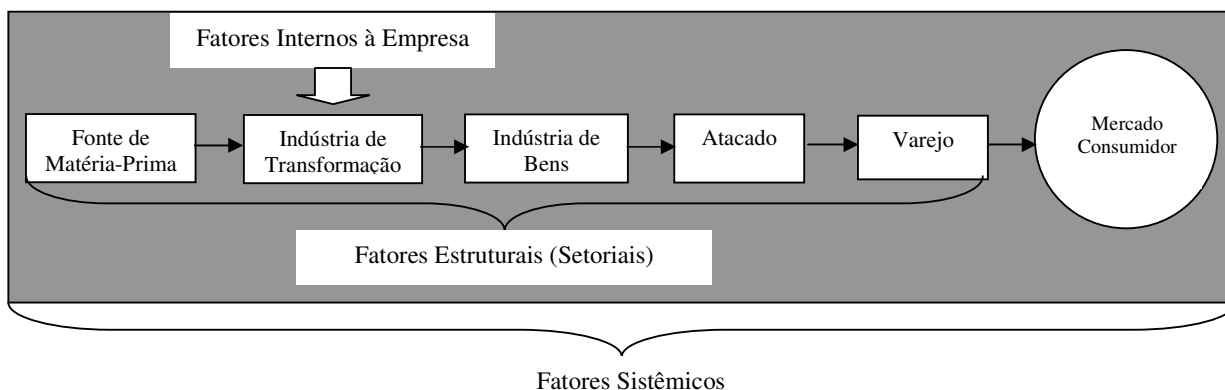 Fatores Internos à Empresa
Fonte de
Matéria-Prima
Indústria de
Transformação
Indústria de
Bens
Atacado
Varejo
Mercado
Consumidor
Fatores Estruturais (Setoriais)
Fatores Sistêmicos